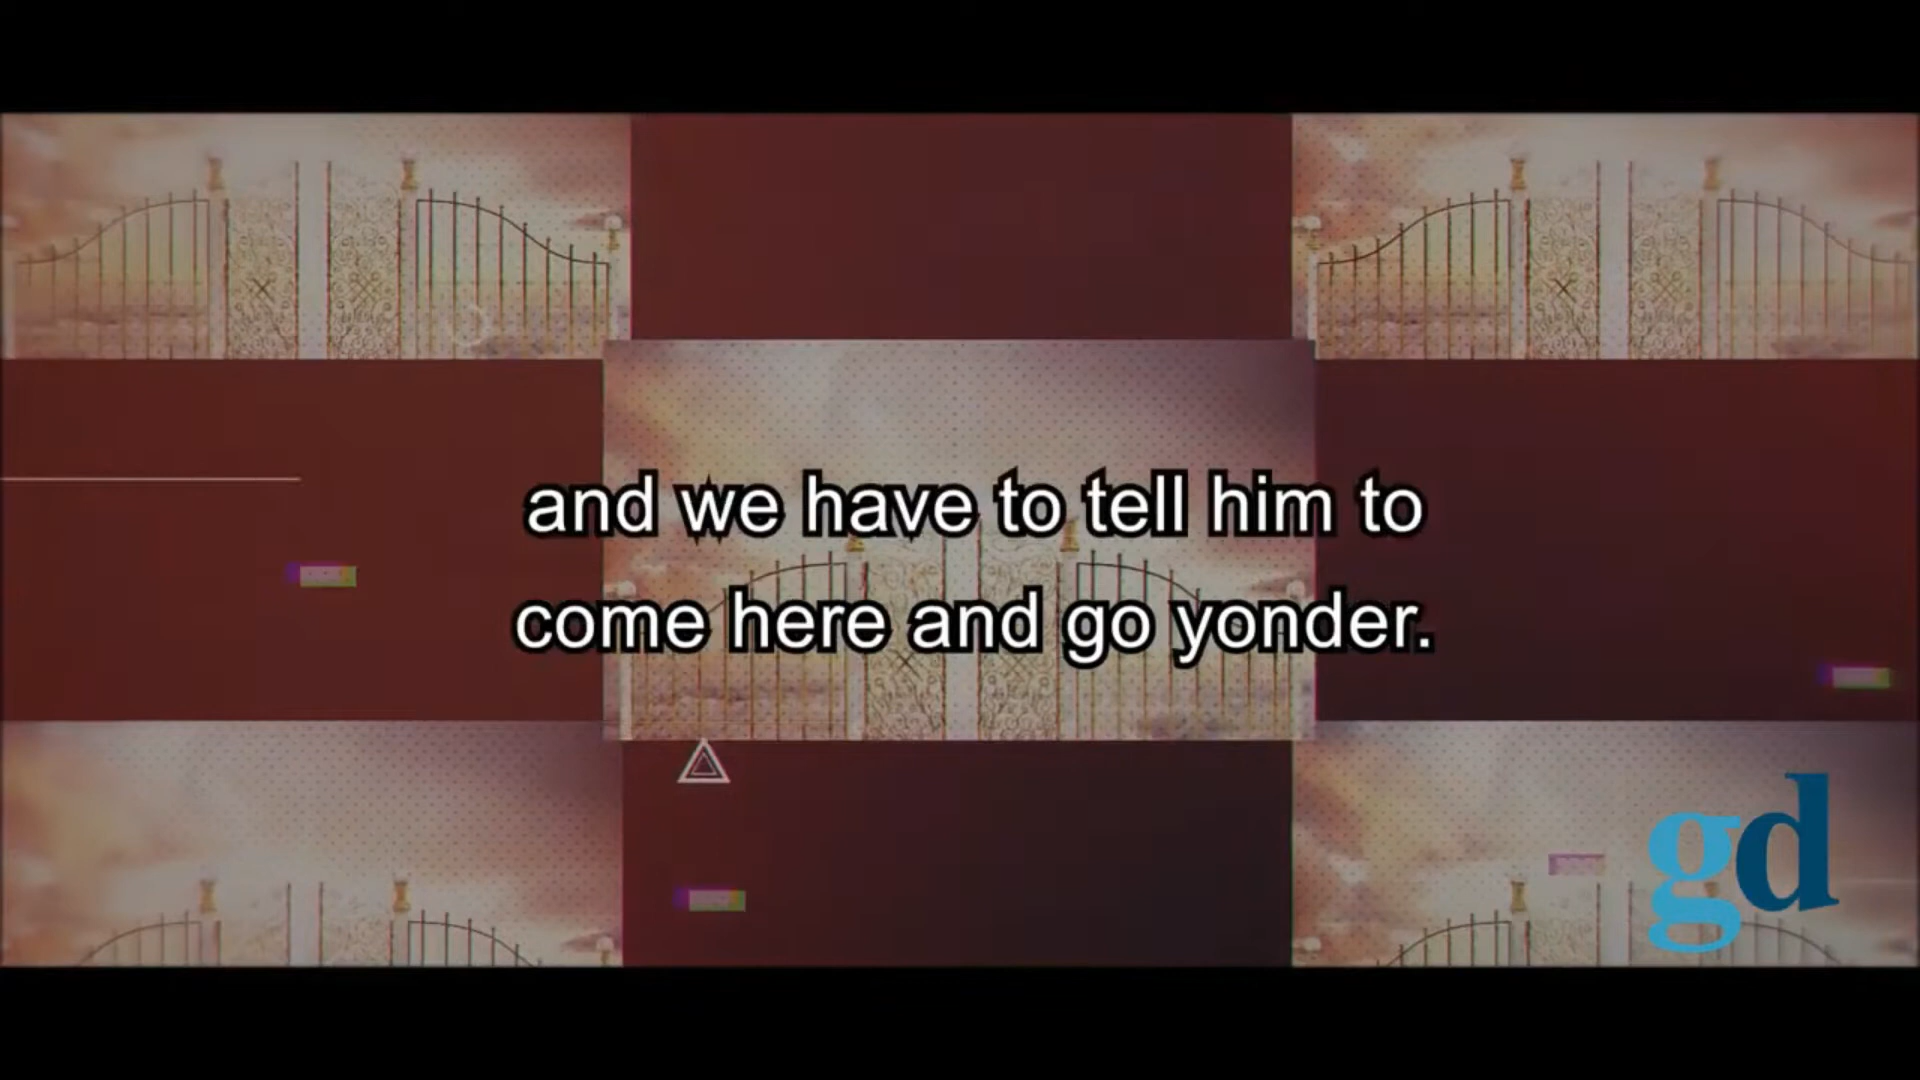 and we have to tell him to
come here and go yonder.
gd